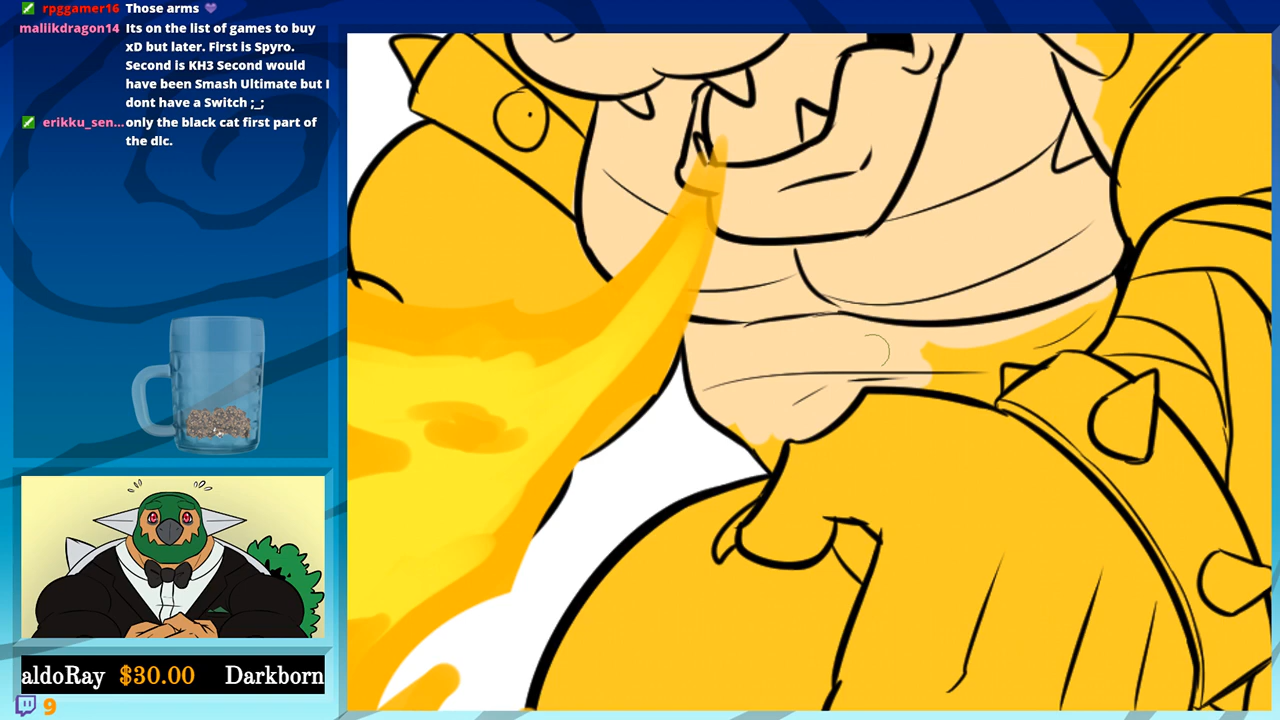 rpggamer16 Those arms
mallikdragon14 Its on the list of games to buy
xD but later. First is Spyro.
Second is KH3 Second would
have been Smash Ultimate but I
dont have a Switch ;_;
erikku_sen... only the black cat first part of
the dlc.
aldoRay $30.00 Darkborn
9